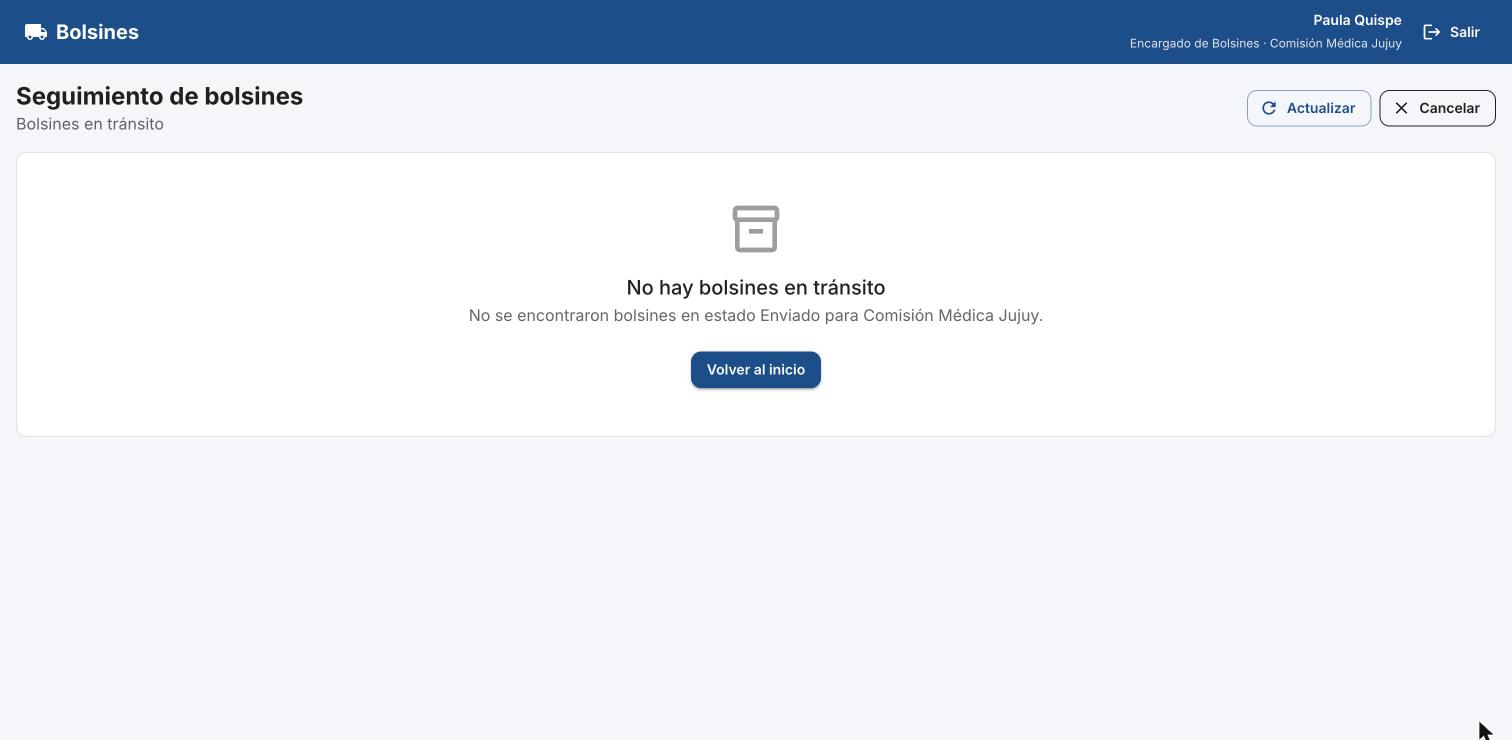 Bolsines
Paula Quispe
Encargado de Bolsines · Comisión Médica Jujuy
Salir
Seguimiento de bolsines
Bolsines en tránsito
Actualizar
Cancelar
No hay bolsines en tránsito
No se encontraron bolsines en estado Enviado para Comisión Médica Jujuy.
Volver al inicio